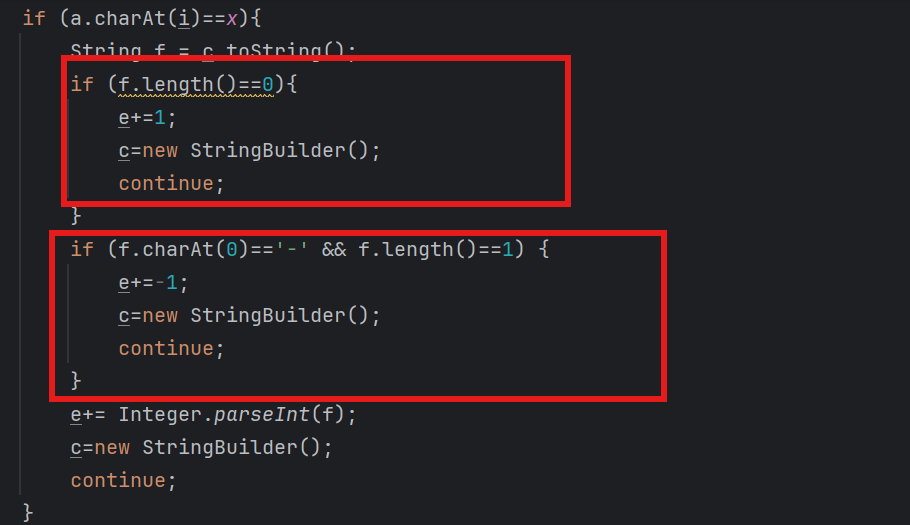 if (a.charAt(i)==x){
String f = c.toString();
if (f.length()==0){
e+=1;
c=new StringBuilder();
continue;
}
if (f.charAt(0)=='-' && f.length()==1) {
e+=-1;
c=new StringBuilder();
continue;
}
e+= Integer.parseInt(f);
c=new StringBuilder();
continue;
}